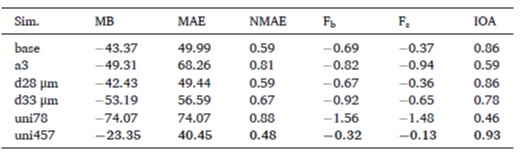 Sim. MB MAE NMAE Fb Fs IOA
base −43.37 49.99 0.59 −0.69 −0.37 0.86
a3 −49.31 68.26 0.81 −0.82 −0.94 0.59
d28 μm −42.43 49.44 0.59 −0.67 −0.36 0.86
d33 μm −53.19 56.59 0.67 −0.92 −0.65 0.78
uni78 −74.07 74.07 0.88 −1.56 −1.48 0.46
uni457 −23.35 40.45 0.48 −0.32 −0.13 0.93